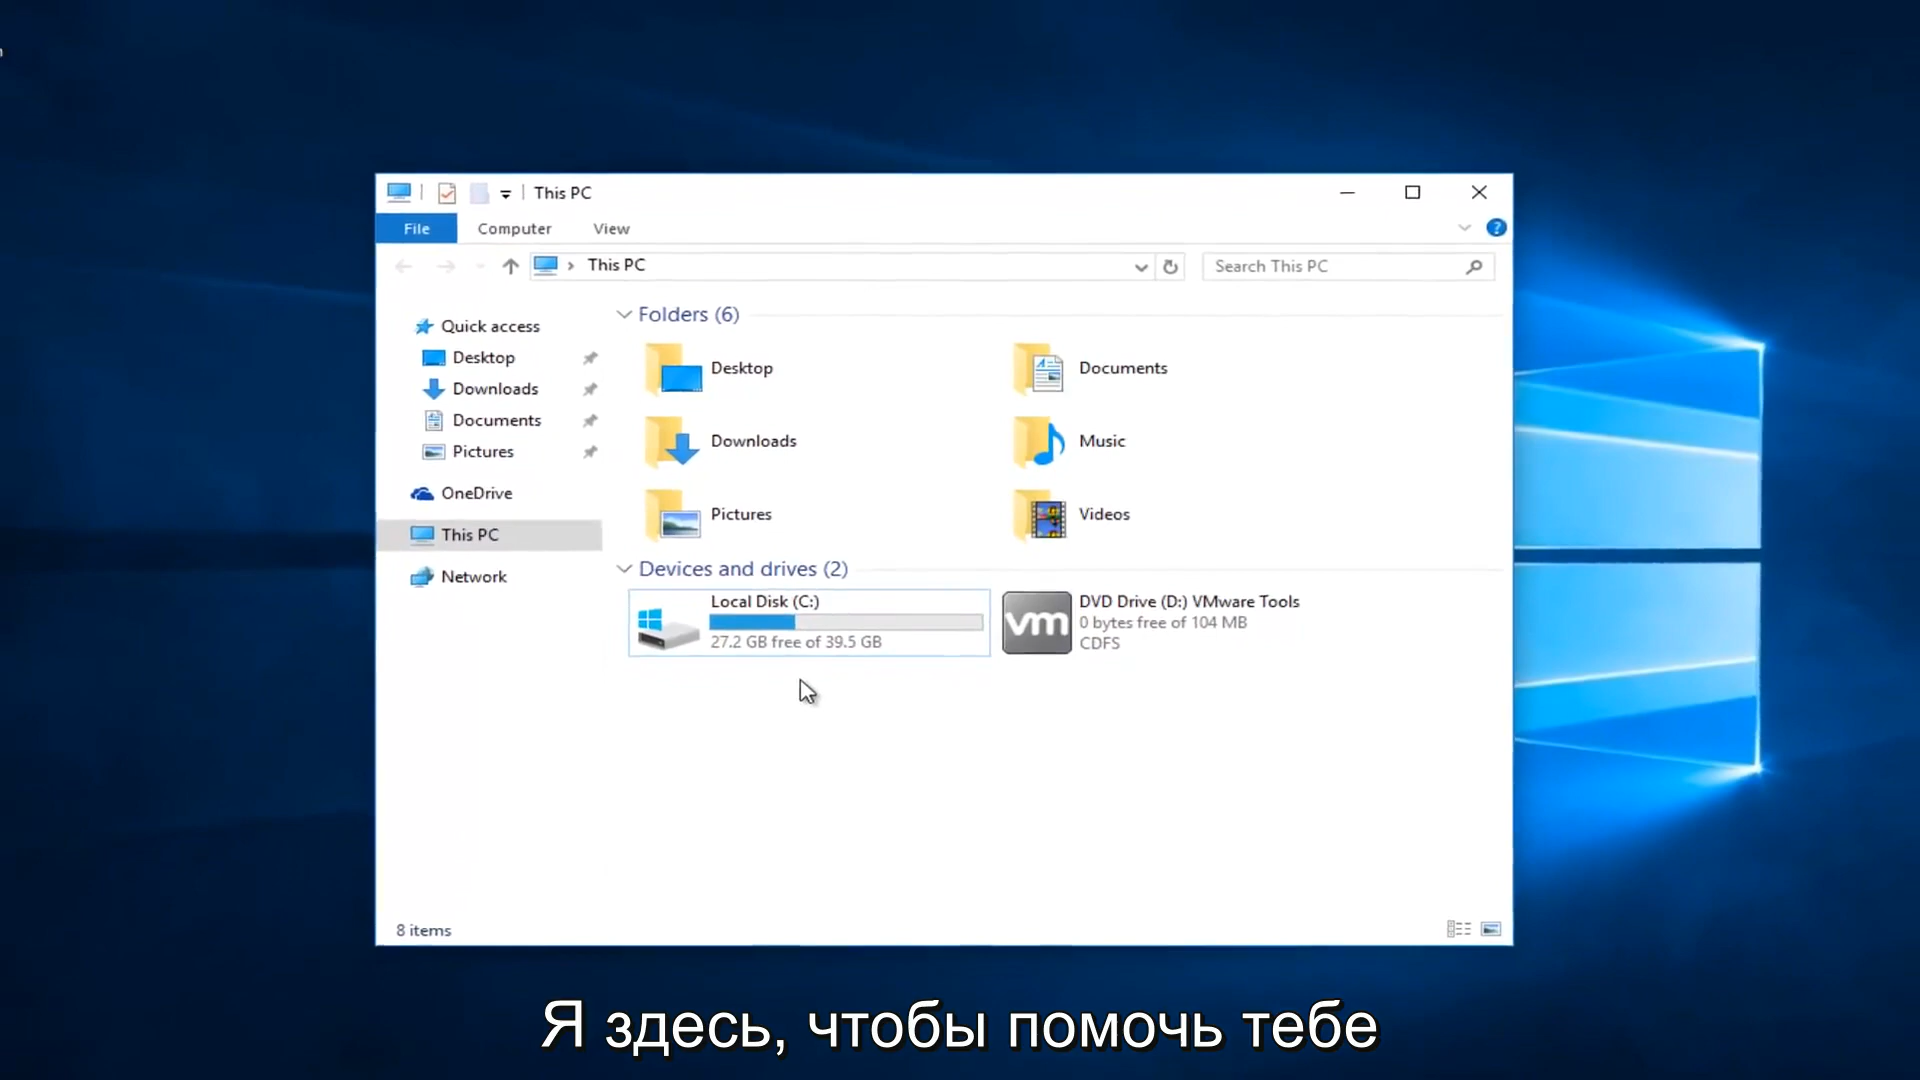 This PC
File
Computer
View
This PC
Search This PC
Quick access
Desktop
Downloads
Documents
Pictures
OneDrive
This PC
Network
Folders (6)
Desktop
Documents
Downloads
Music
Pictures
Videos
Devices and drives (2)
Local Disk (C:)
27.2 GB free of 39.5 GB
vm
DVD Drive (D:) VMware Tools
0 bytes free of 104 MB
CDFS
8 items
Я здесь, чтобы помочь тебе